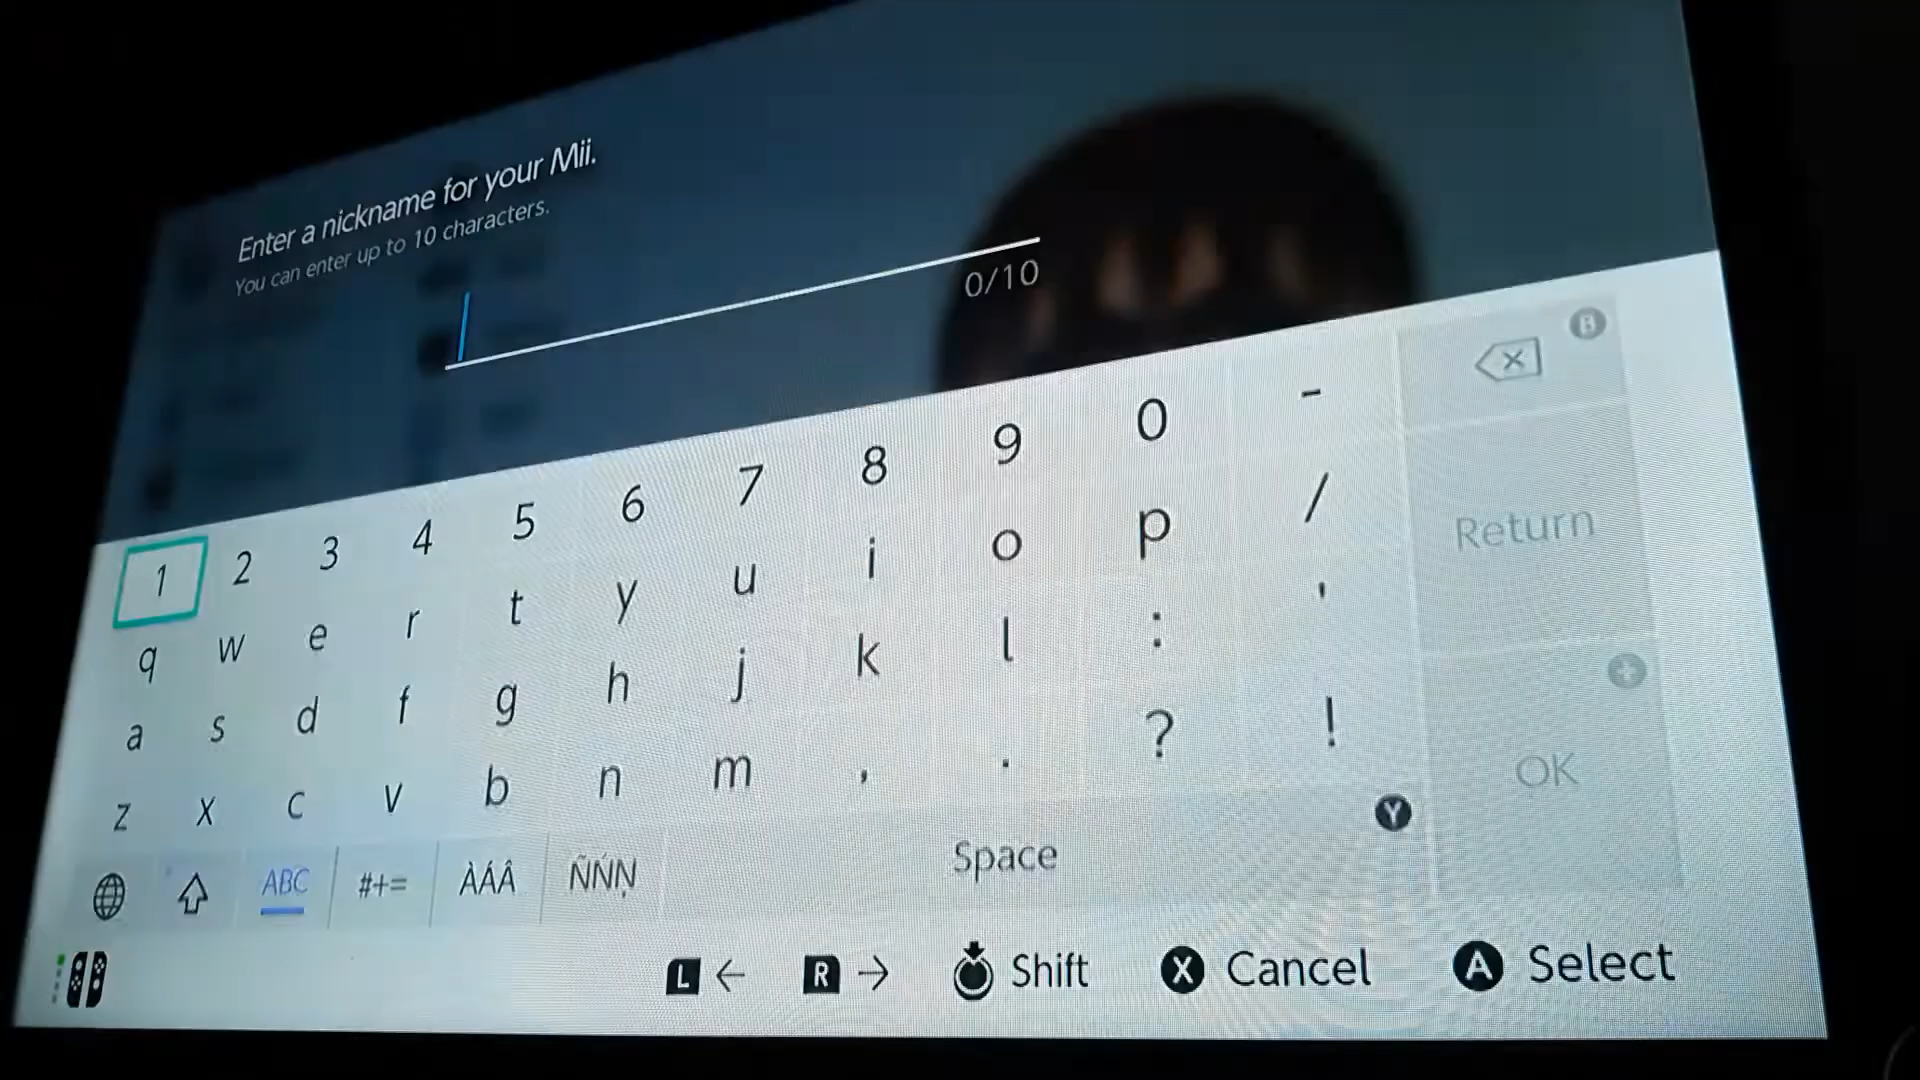 Enter a nickname for your Mii.
You can enter up to 10 characters.
0/10
1 2 3 4 5 6 7 8 9 0 - B
q w e r t y u i o p / Return
a s d f g h j k l : '
z x c v b n m , . ? ! OK
ABC #+= ÀÁÂ ÑŃṆ Space Y
L ← R → Shift X Cancel A Select